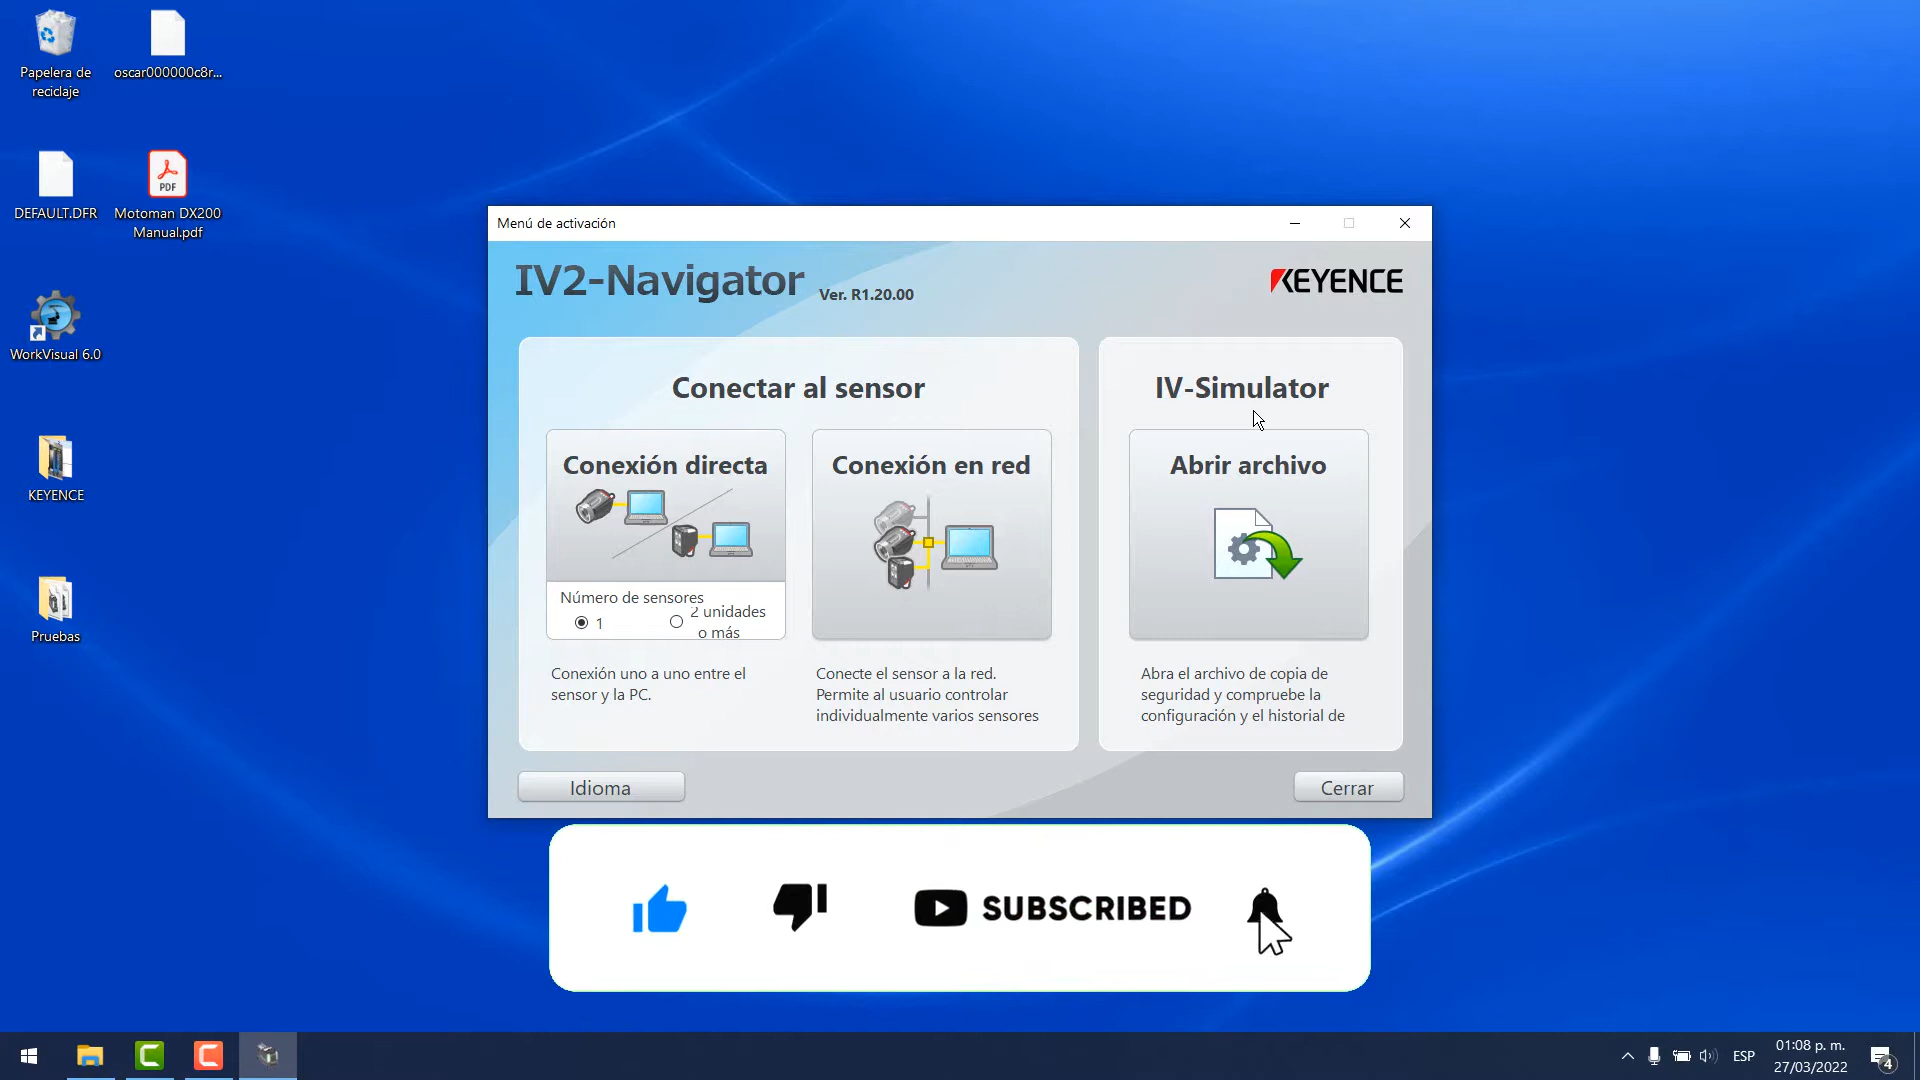 Papelera de
reciclaje
oscar000000c8r...
DEFAULT.DFR
PDF
Motoman DX200
Manual.pdf
WorkVisual 6.0
KEYENCE
Pruebas
Menú de activación
IV2-Navigator
Ver. R1.20.00
KEYENCE
Conectar al sensor
IV-Simulator
Conexión directa
Conexión en red
Abrir archivo
Número de sensores
1
2 unidades
o más
Conexión uno a uno entre el
sensor y la PC.
Conecte el sensor a la red.
Permite al usuario controlar
individualmente varios sensores
Abra el archivo de copia de
seguridad y compruebe la
configuración y el historial de
Idioma
Cerrar
SUBSCRIBED
ESP
01:08 p. m.
27/03/2022
4